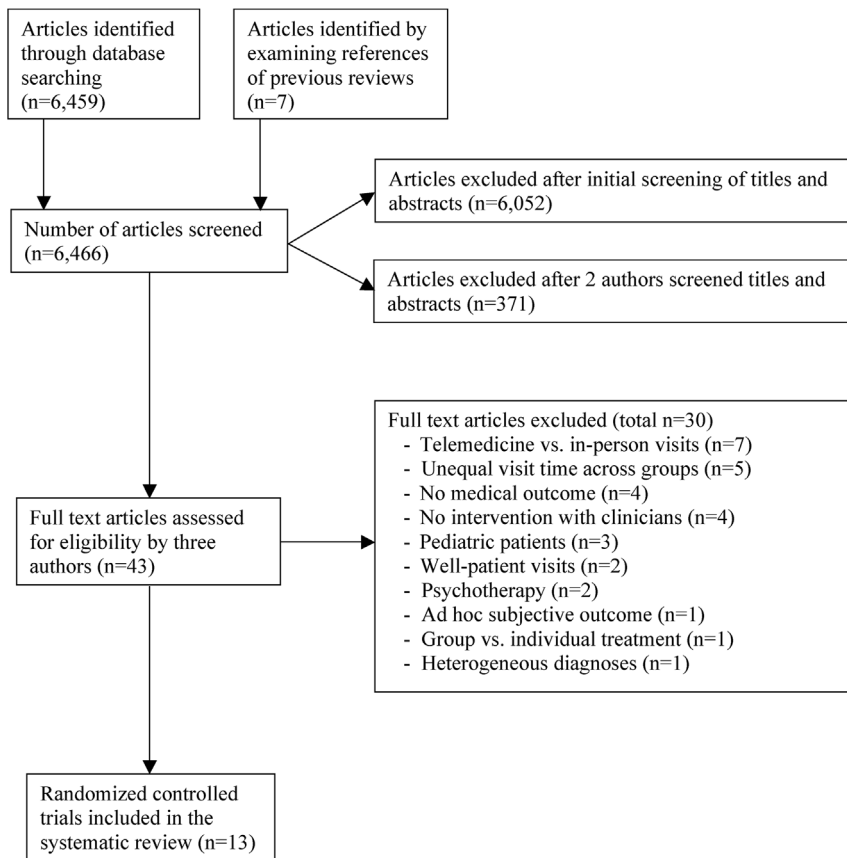 Articles identified
through database
searching
(n=6,459)
Articles identified by
examining references
of previous reviews
(n=7)
Articles excluded after initial screening of titles and
abstracts (n=6,052)
Number of articles screened
(n=6,466)
Articles excluded after 2 authors screened titles and
abstracts (n=371)
Full text articles excluded (total n=30)
- Telemedicine vs. in-person visits (n=7)
- Unequal visit time across groups (n=5)
- No medical outcome (n=4)
- No intervention with clinicians (n=4)
- Pediatric patients (n=3)
- Well-patient visits (n=2)
- Psychotherapy (n=2)
- Ad hoc subjective outcome (n=1)
- Group vs. individual treatment (n=1)
- Heterogeneous diagnoses (n=1)
Full text articles assessed
for eligibility by three
authors (n=43)
Randomized controlled
trials included in the
systematic review (n=13)